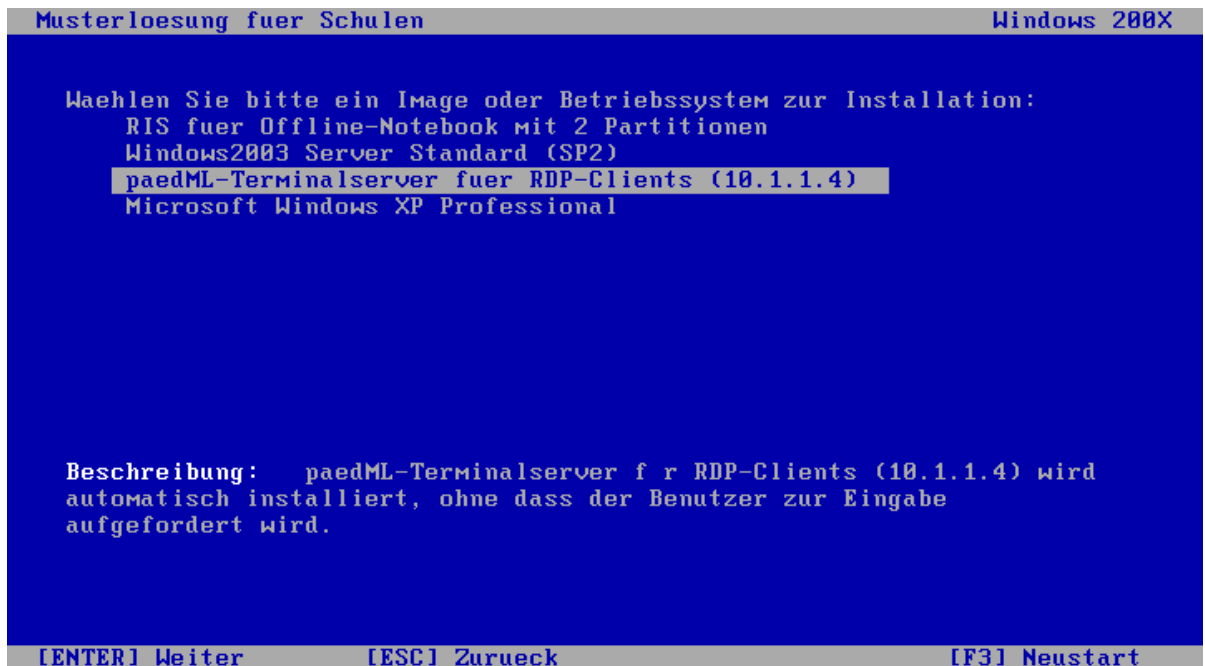 Musterloesung fuer Schulen Windows 200X
Waehlen Sie bitte ein Image oder Betriebssystem zur Installation:
RIS fuer Offline-Notebook mit 2 Partitionen
Windows2003 Server Standard (SP2)
paedML-Terminalserver fuer RDP-Clients (10.1.1.4)
Microsoft Windows XP Professional
Beschreibung: paedML-Terminalserver f r RDP-Clients (10.1.1.4) wird
automatisch installiert, ohne dass der Benutzer zur Eingabe
aufgefordert wird.
[ENTER] Weiter [ESC] Zurueck [F3] Neustart